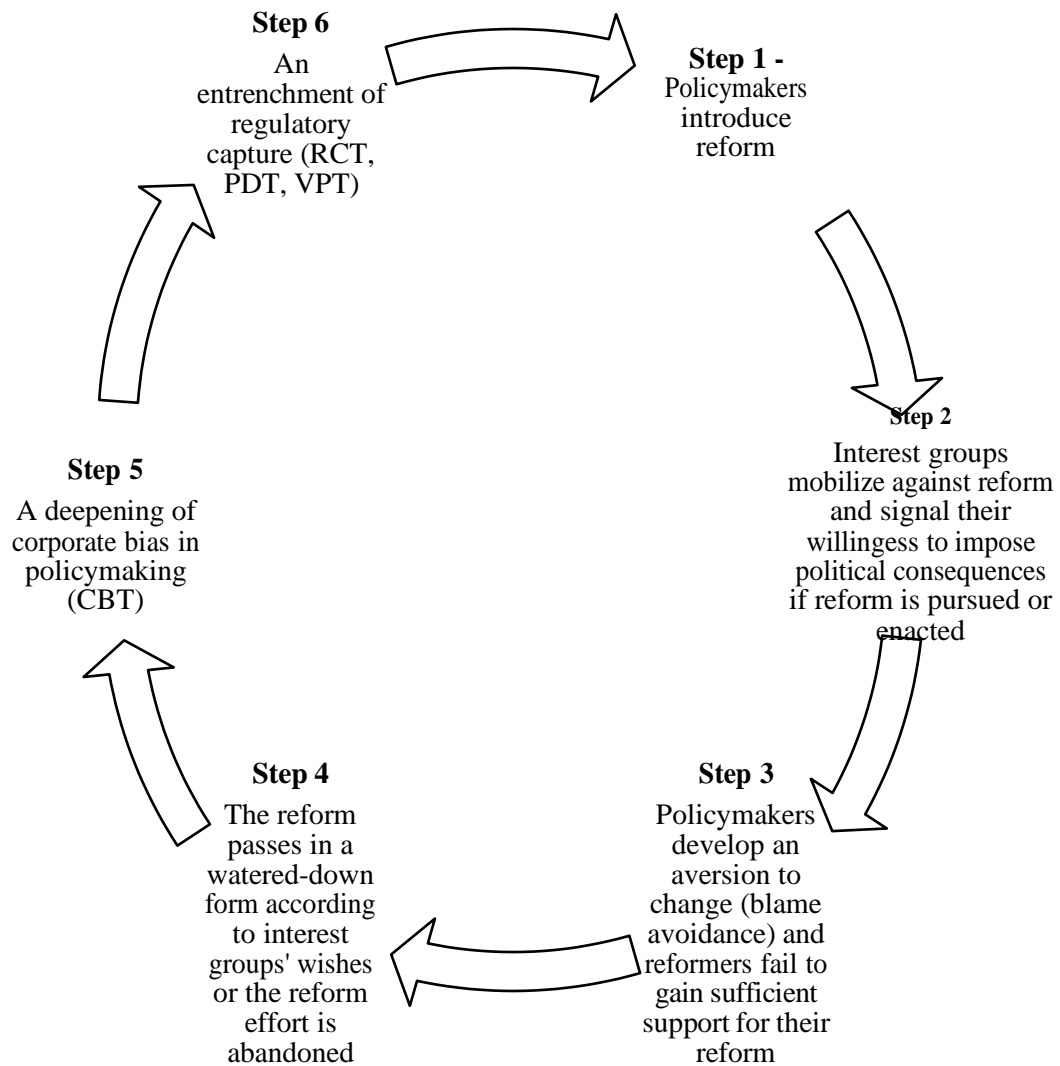 Step 1 -
Policymakers
introduce
reform
Step 2
Interest groups
mobilize against reform
and signal their
willingess to impose
political consequences
if reform is pursued or
enacted
Step 3
Policymakers
develop an
aversion to
change (blame
avoidance) and
reformers fail to
gain sufficient
support for their
reform
Step 4
The reform
passes in a
watered-down
form according
to interest
groups' wishes
or the reform
effort is
abandoned
Step 5
A deepening of
corporate bias in
policymaking
(CBT)
Step 6
An
entrenchment of
regulatory
capture (RCT,
PDT, VPT)